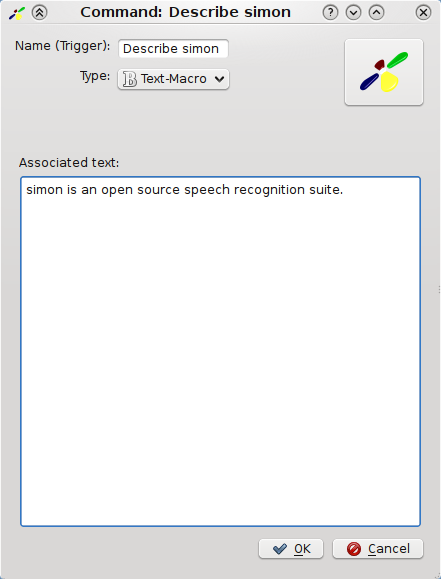 Command: Describe simon
Name (Trigger): Describe simon
Type: Text-Macro
Associated text:
simon is an open source speech recognition suite.
OK Cancel